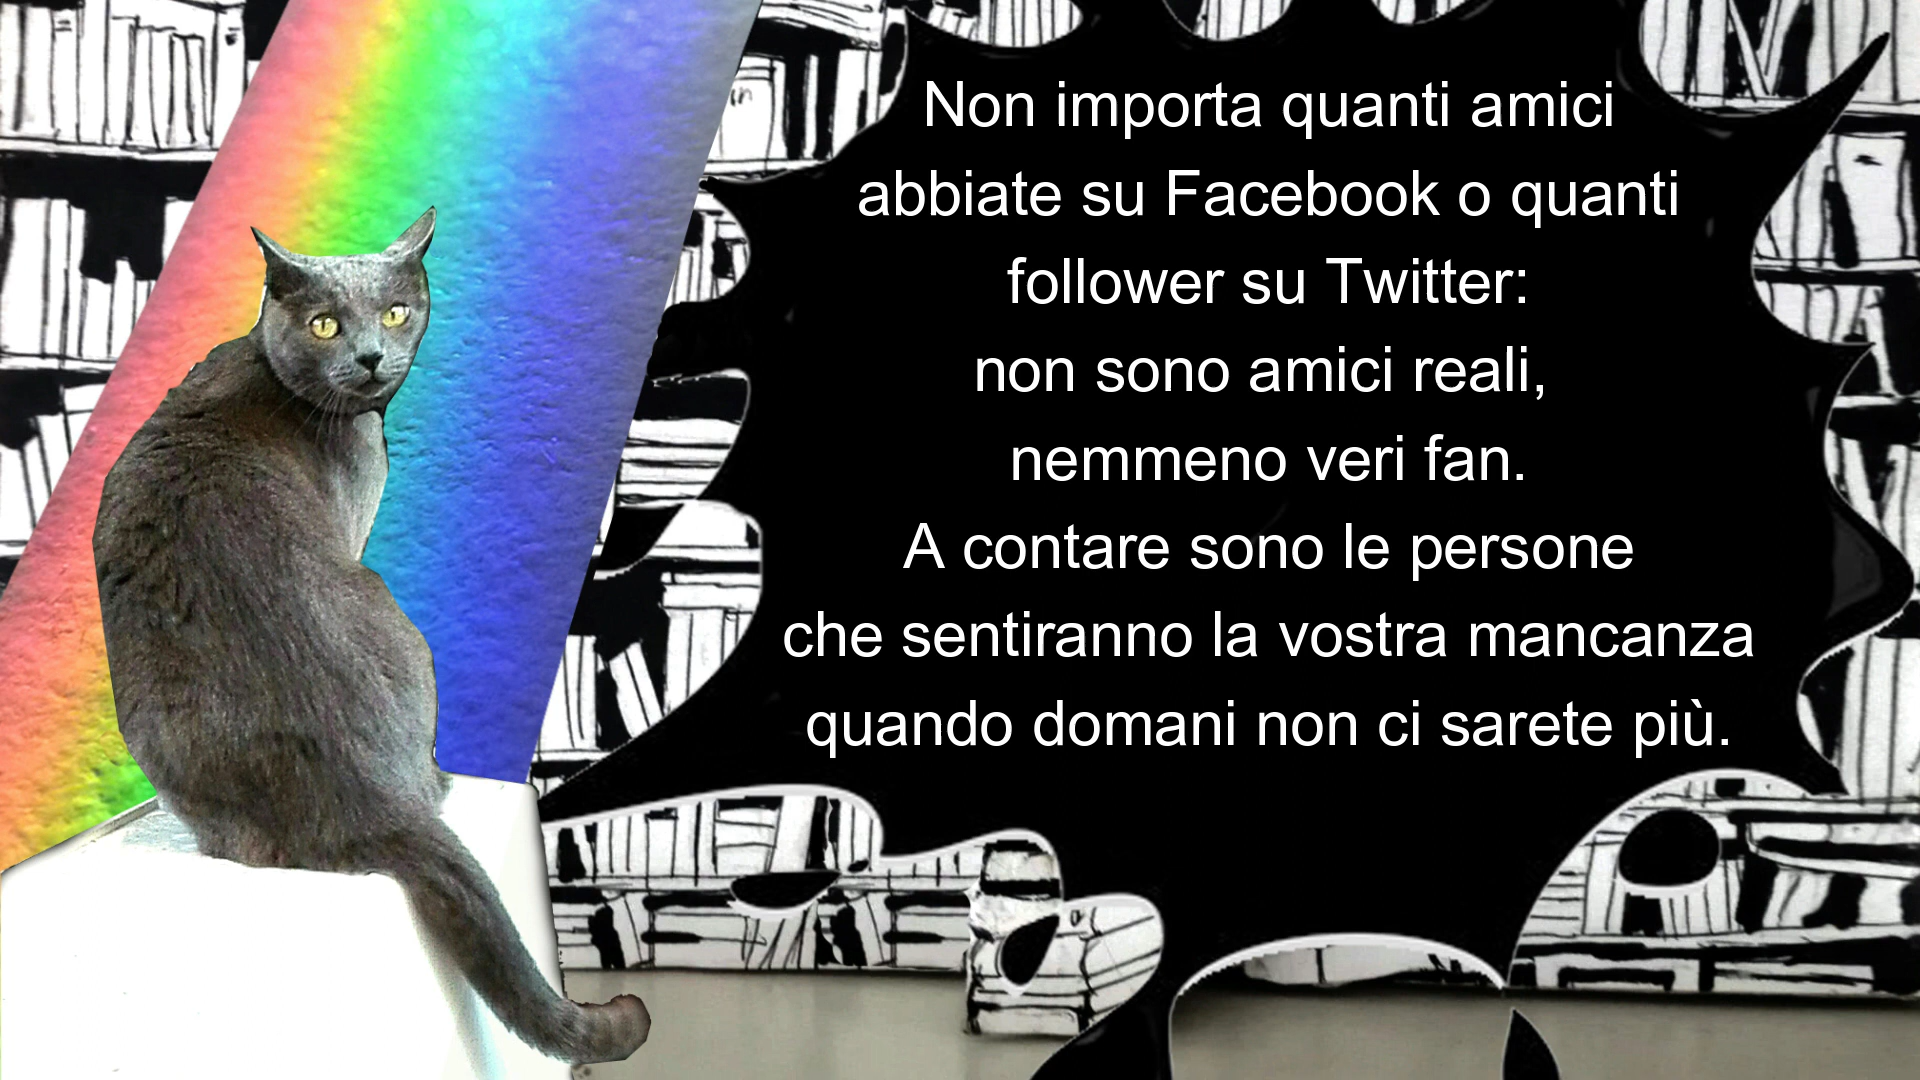 Non importa quanti amici
abbiate su Facebook o quanti
follower su Twitter:
non sono amici reali,
nemmeno veri fan.
A contare sono le persone
che sentiranno la vostra mancanza
quando domani non ci sarete più.